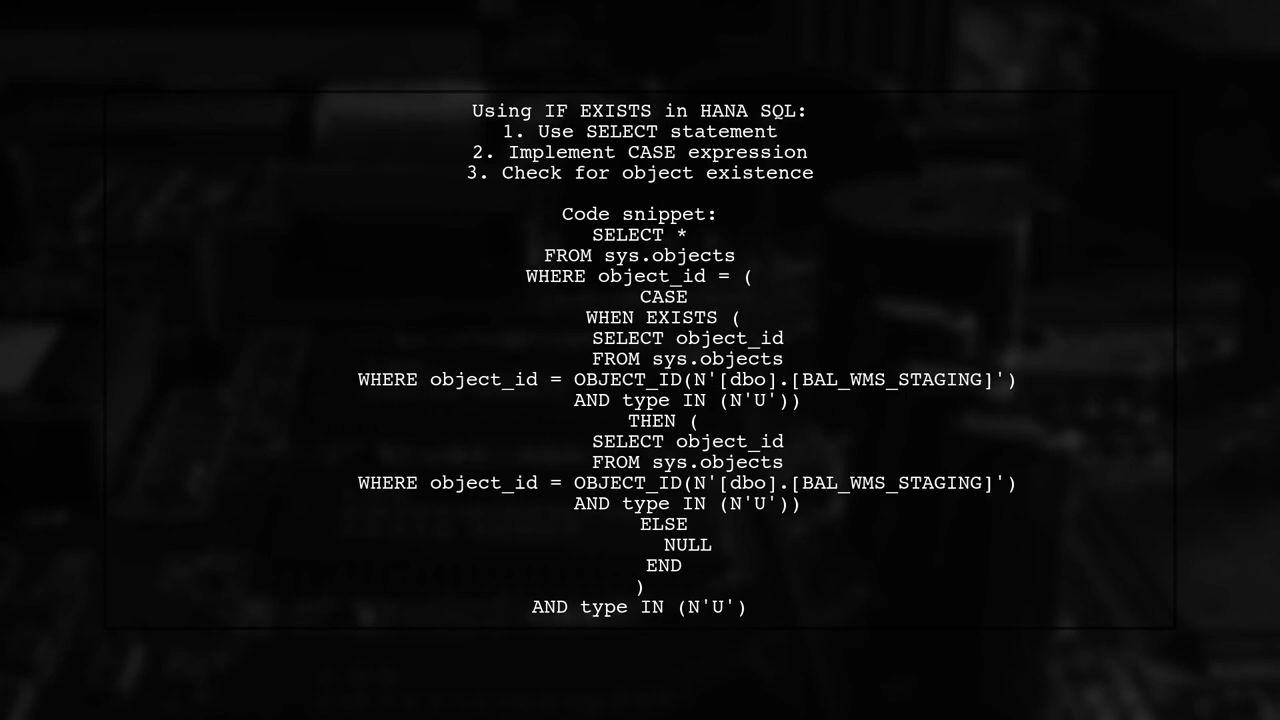 Using IF EXISTS in HANA SQL:
1. Use SELECT statement
2. Implement CASE expression
3. Check for object existence
Code snippet:
SELECT *
FROM sys.objects
WHERE object_id = (
CASE
WHEN EXISTS (
SELECT object_id
FROM sys.objects
WHERE object_id = OBJECT_ID(N'[dbo].[BAL_WMS_STAGING]')
AND type IN (N'U'))
THEN (
SELECT object_id
FROM sys.objects
WHERE object_id = OBJECT_ID(N'[dbo].[BAL_WMS_STAGING]')
AND type IN (N'U'))
ELSE
NULL
END
)
AND type IN (N'U')